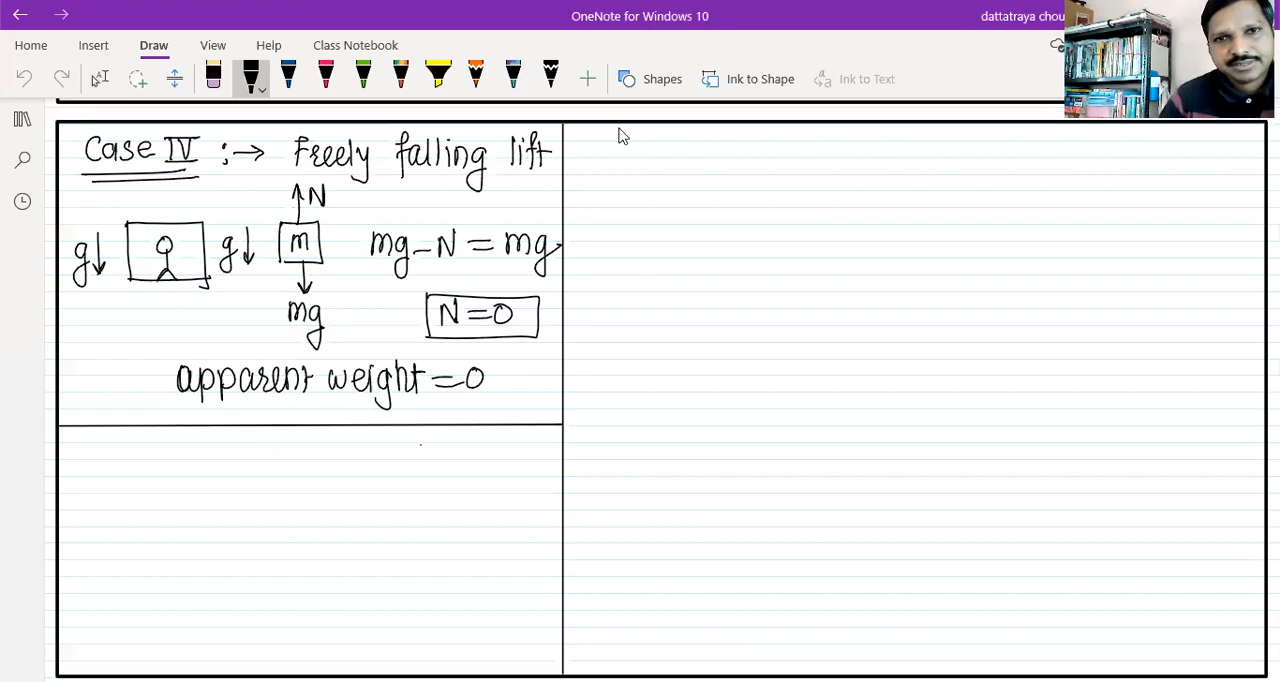 OneNote for Windows 10
dattatraya chou
Home Insert Draw View Help Class Notebook
Shapes Ink to Shape Ink to Text
Case IV :→ Freely falling lift
↑N
g↓ g↓ m mg-N = mg
mg N=0
apparent weight=0